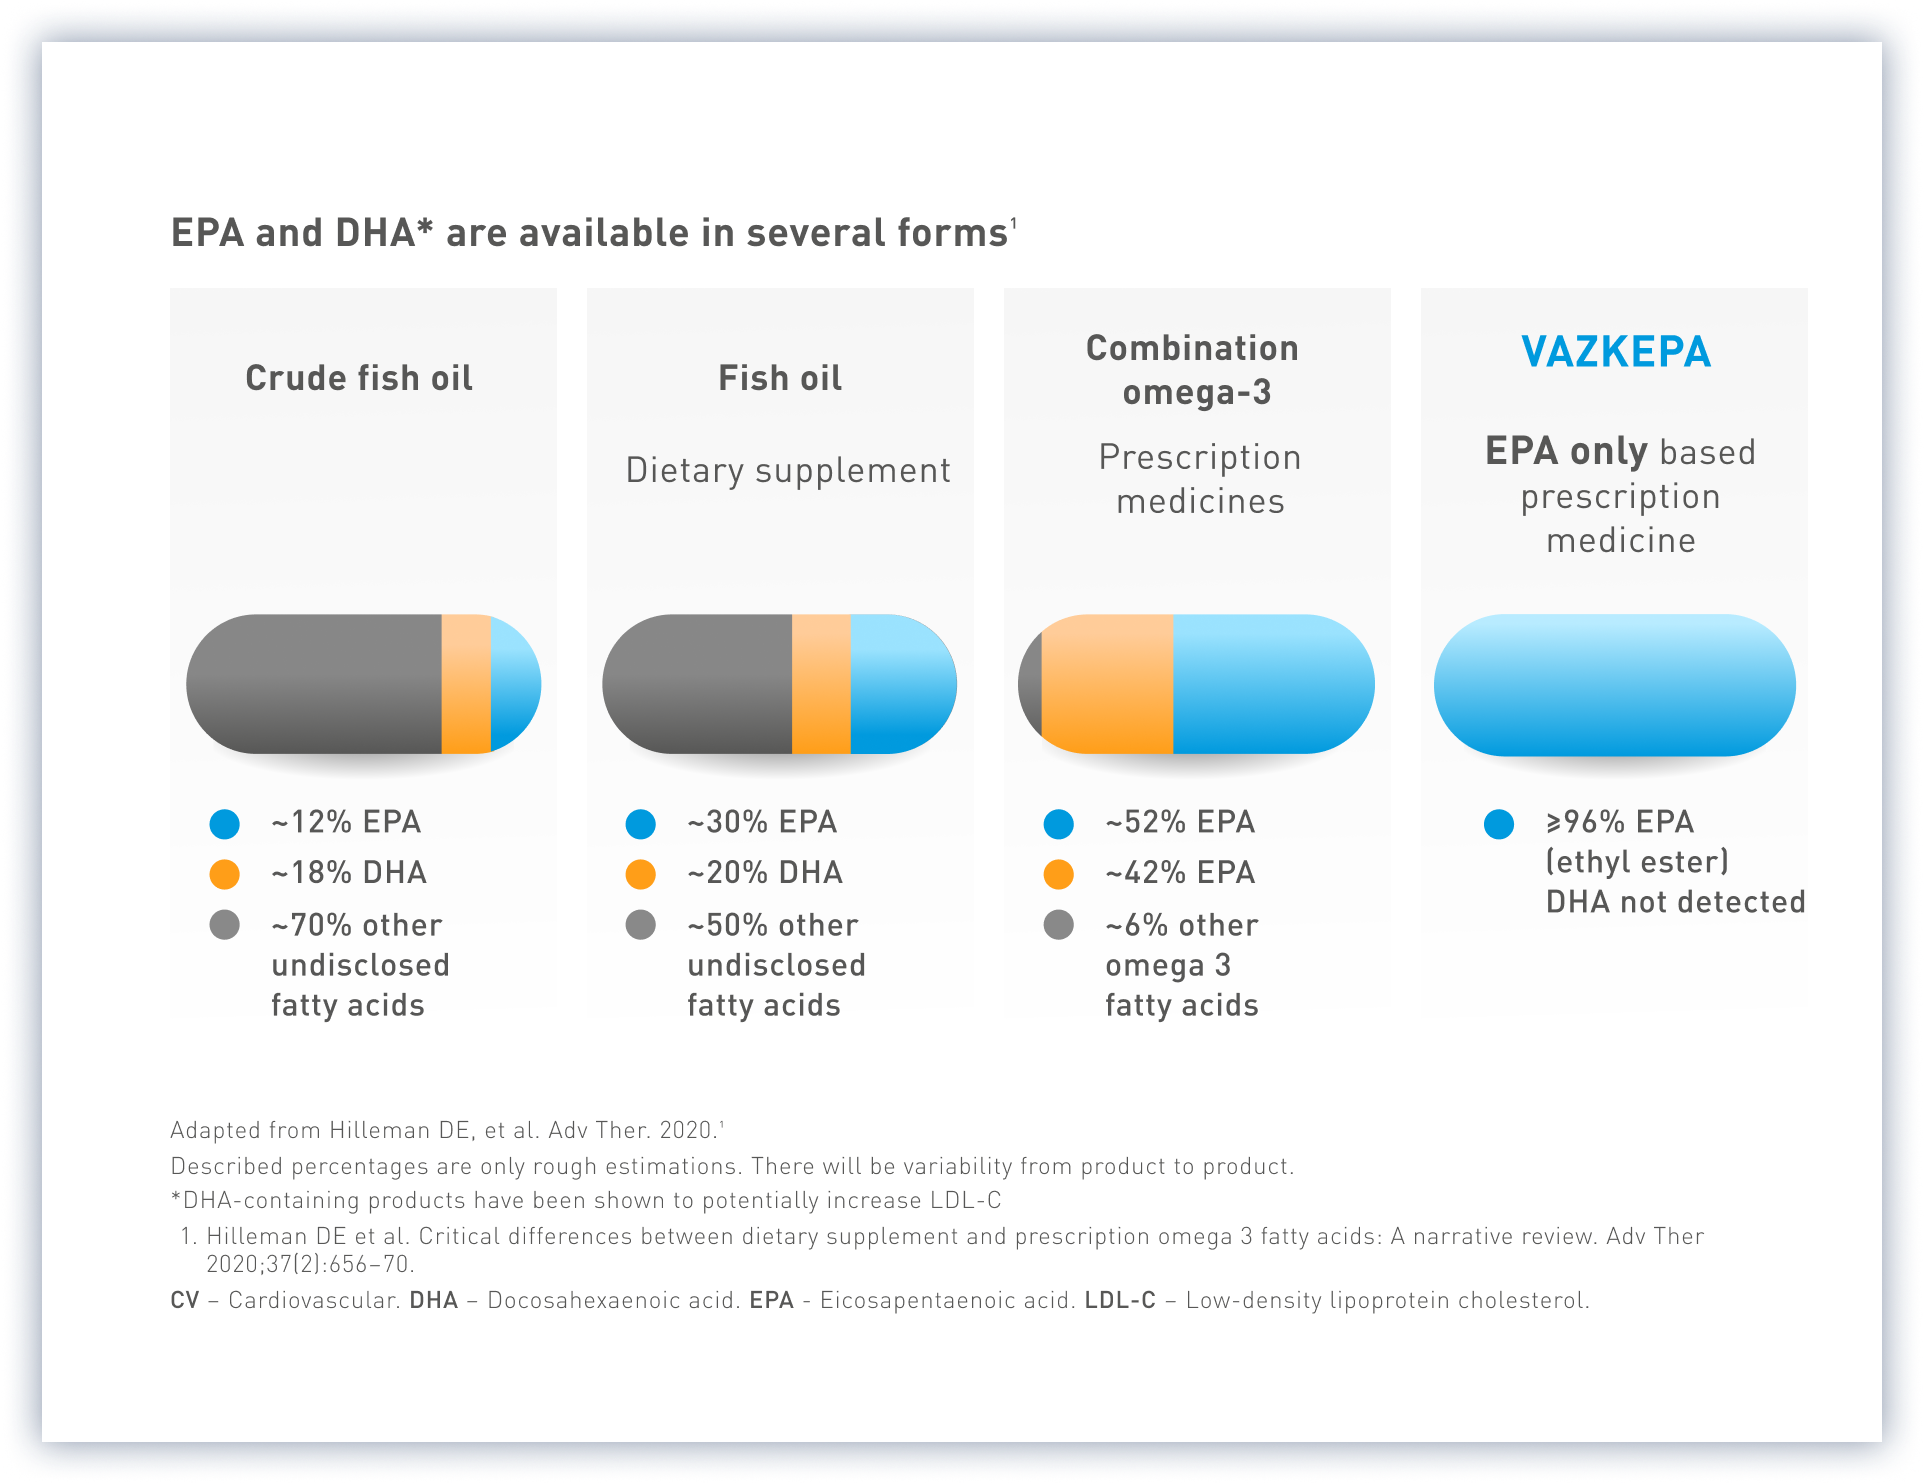 EPA and DHA* are available in several forms¹
Crude fish oil
~12% EPA
~18% DHA
~70% other
undisclosed
fatty acids
Fish oil
Dietary supplement
~30% EPA
~20% DHA
~50% other
undisclosed
fatty acids
Combination
omega-3
Prescription
medicines
~52% EPA
~42% EPA
~6% other
omega 3
fatty acids
VAZKEPA
EPA only based
prescription
medicine
⩾96% EPA
(ethyl ester)
DHA not detected
Adapted from Hilleman DE, et al. Adv Ther. 2020.¹
Described percentages are only rough estimations. There will be variability from product to product.
*DHA-containing products have been shown to potentially increase LDL-C
1. Hilleman DE et al. Critical differences between dietary supplement and prescription omega 3 fatty acids: A narrative review. Adv Ther
2020;37(2):656–70.
CV – Cardiovascular. DHA – Docosahexaenoic acid. EPA - Eicosapentaenoic acid. LDL-C – Low-density lipoprotein cholesterol.